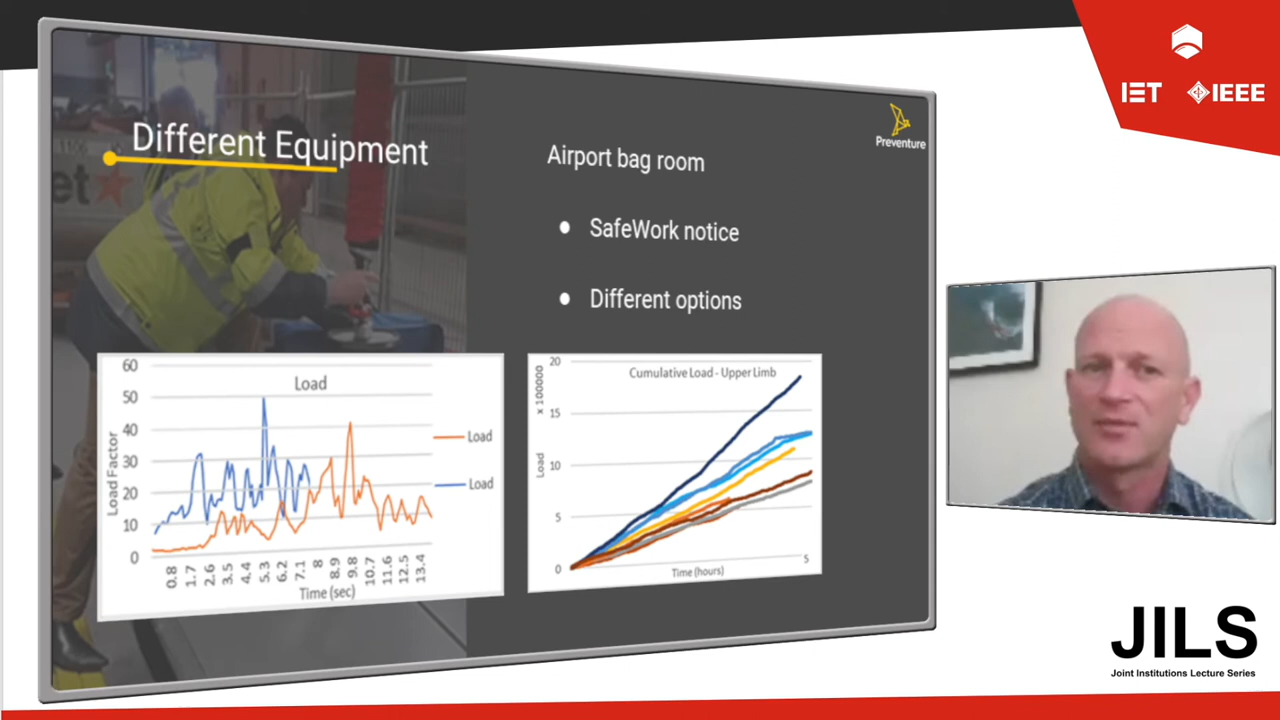 Different Equipment
Airport bag room
SafeWork notice
Different options
Preventure
IET IEEE
Load
Load Factor
60
50
40
30
20
10
0
0.8 1.7 2.6 3.5 4.4 5.3 6.2 7.1 8 8.9 9.8 10.7 11.6 12.5 13.4
Time (sec)
Load
Load
Cumulative Load - Upper Limb
x 100000
Load
20
15
10
5
0
5
Time (hours)
JILS
Joint Institutions Lecture Series